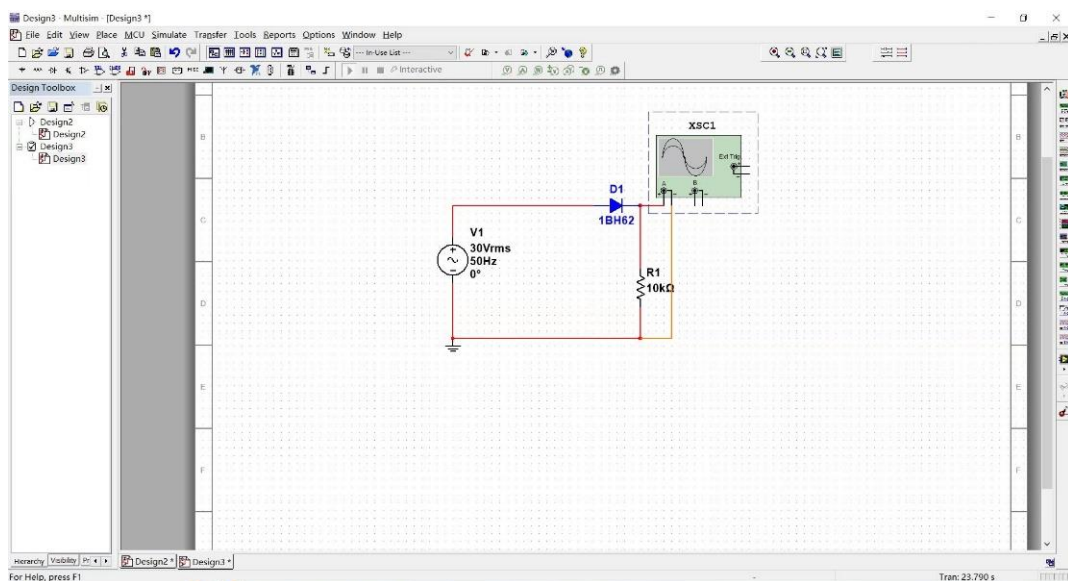 Design3 - Multisim - [Design3 *]
File Edit View Place MCU Simulate Transfer Tools Reports Options Window Help
--- In-Use List ---
Interactive
Design Toolbox
Design2
Design2
Design3
Design3
B
B
C
C
D
D
E
E
F
F
XSC1
Ext Trig
A
B
D1
1BH62
V1
30Vrms
50Hz
0°
R1
10kΩ
Hierarchy Visibility
Design2 * Design3 *
For Help, press F1
Tran: 23.790 s